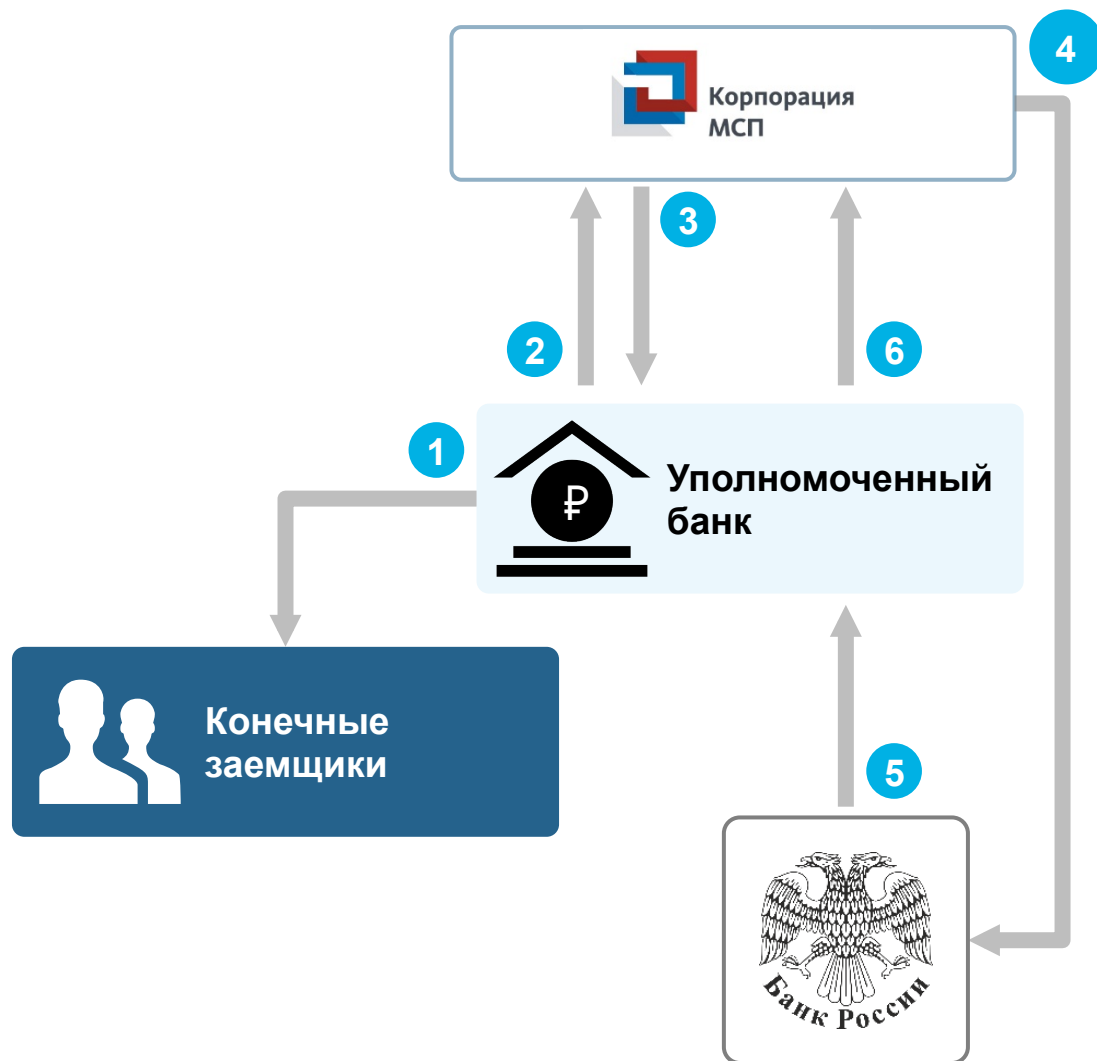 4
Корпорация
МСП
3
2
6
1
₽
Уполномоченный
банк
Конечные
заемщики
5
Банк России